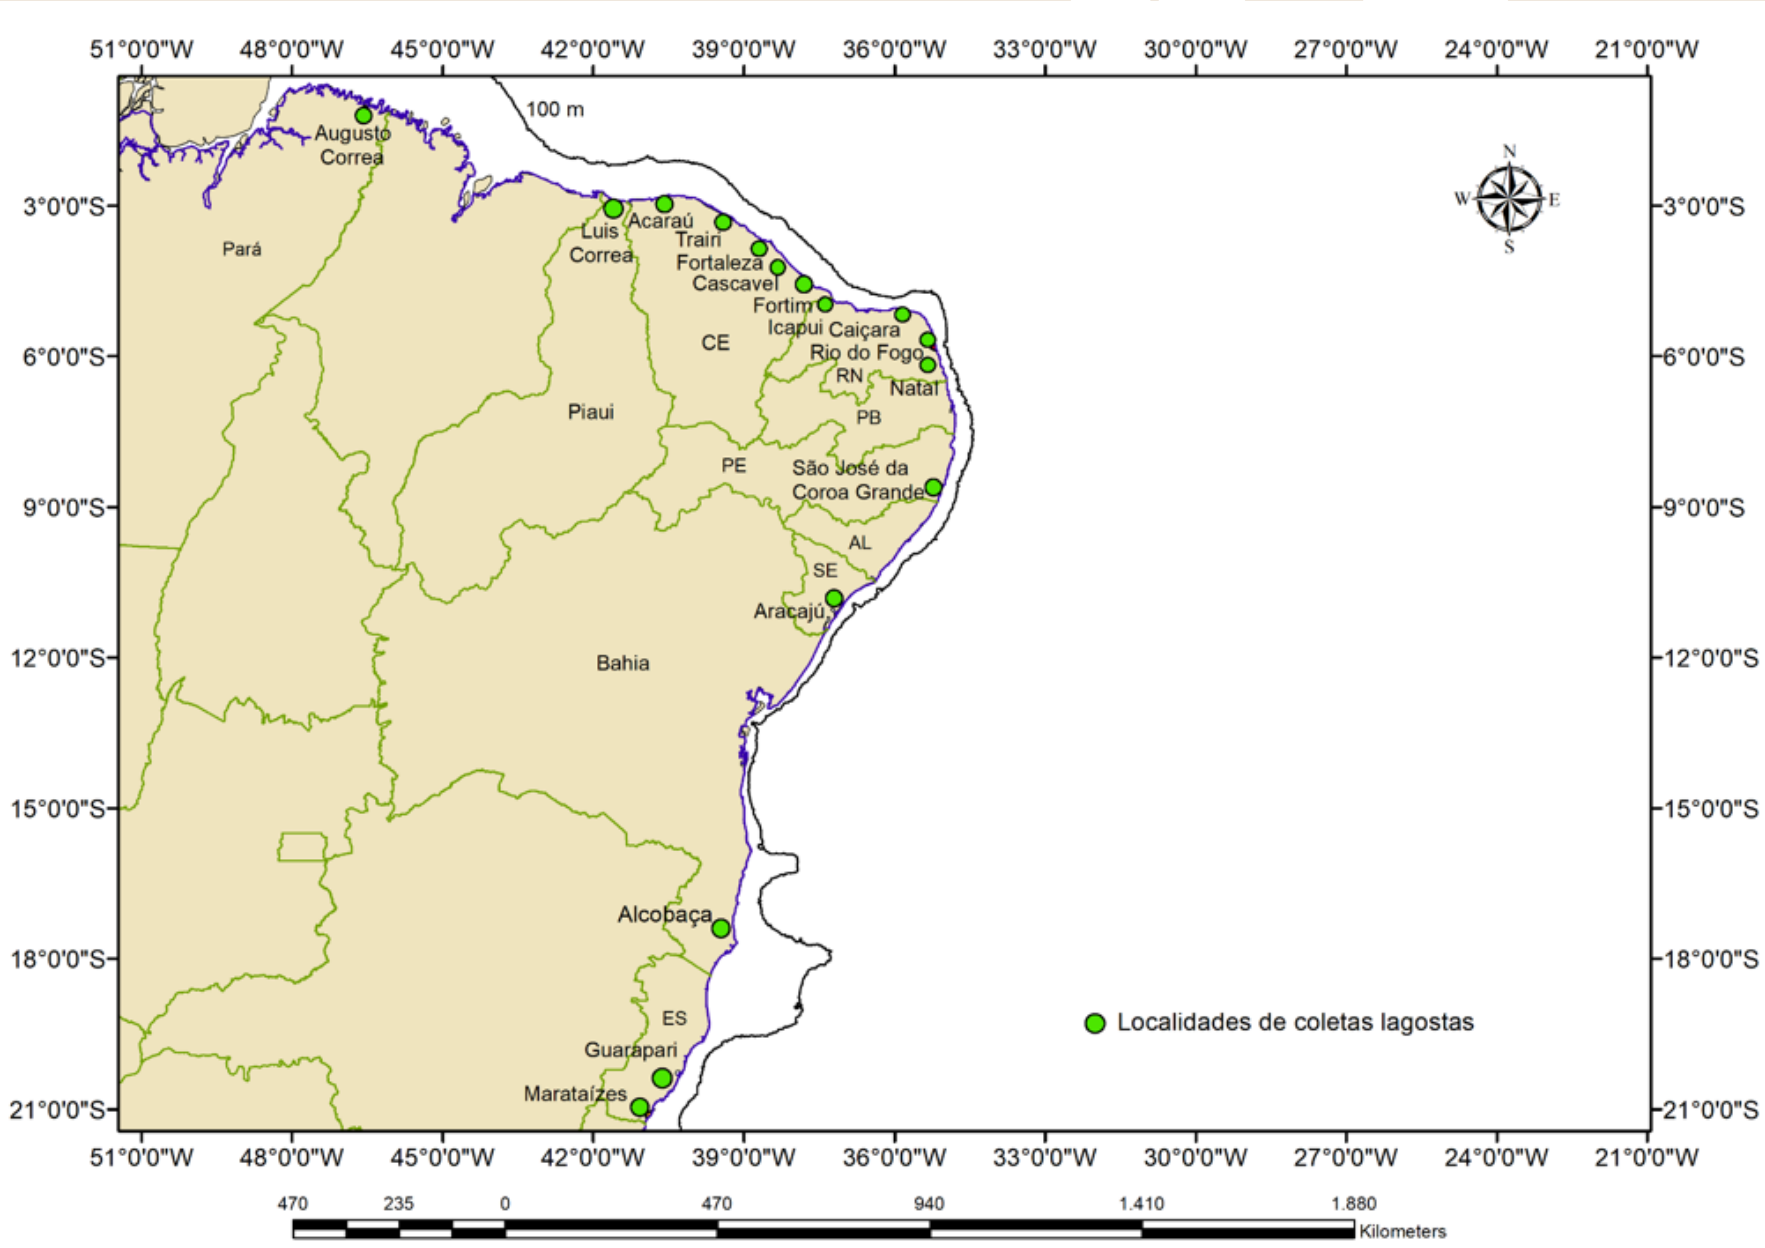 51°0'0"W 48°0'0"W 45°0'0"W 42°0'0"W 39°0'0"W 36°0'0"W 33°0'0"W 30°0'0"W 27°0'0"W 24°0'0"W 21°0'0"W
100 m
Augusto
Correa
N
W E
S
3°0'0"S 3°0'0"S
Acaraú
Luis
Correa
Trairi
Pará
Fortaleza
Cascavel
Fortim
Icapui
Caiçara
CE
Rio do Fogo
6°0'0"S 6°0'0"S
RN
Natal
Piaui
PB
PE
São José da
Coroa Grande
9°0'0"S 9°0'0"S
AL
SE
Aracajú
12°0'0"S 12°0'0"S
Bahia
15°0'0"S 15°0'0"S
Alcobaça
18°0'0"S 18°0'0"S
ES
Localidades de coletas lagostas
Guarapari
Marataízes
21°0'0"S 21°0'0"S
51°0'0"W 48°0'0"W 45°0'0"W 42°0'0"W 39°0'0"W 36°0'0"W 33°0'0"W 30°0'0"W 27°0'0"W 24°0'0"W 21°0'0"W
470 235 0 470 940 1.410 1.880
Kilometers